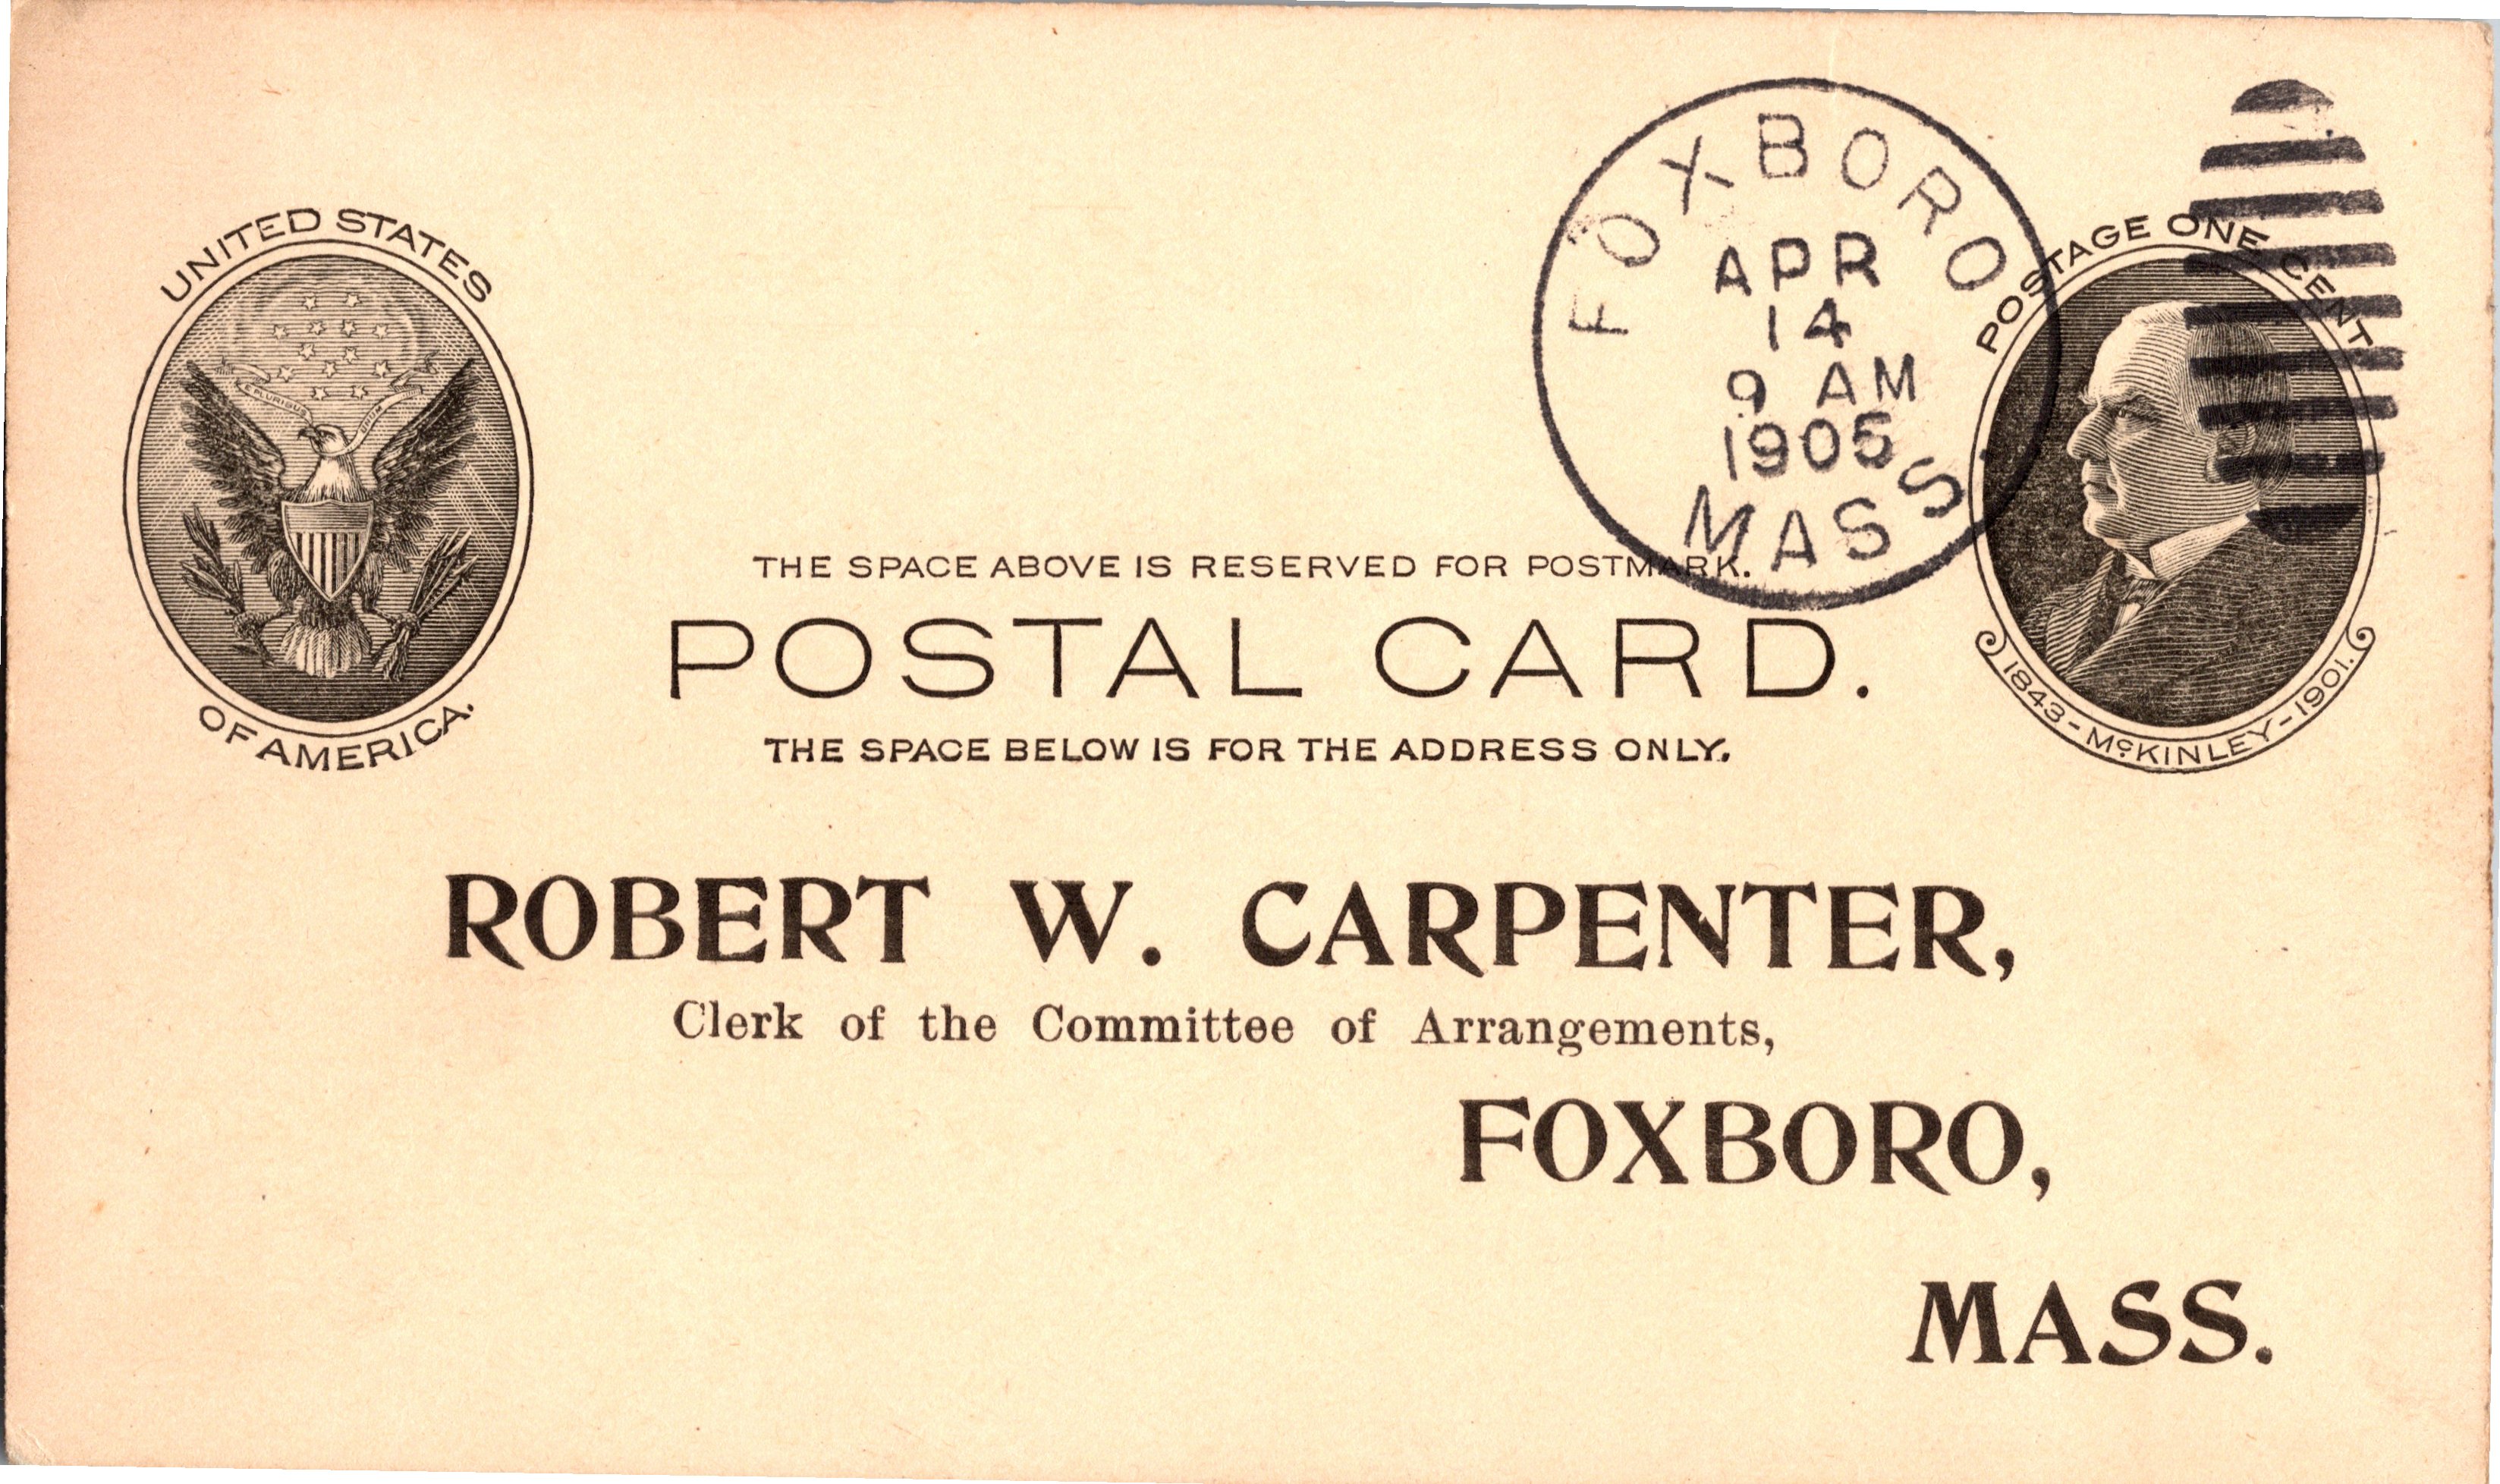 UNITED STATES
OF AMERICA.
E PLURIBUS UNUM
FOXBORO
APR
14
9 AM
1905
MASS.
POSTAGE ONE CENT
1843-McKINLEY-1901.
THE SPACE ABOVE IS RESERVED FOR POSTMARK.
POSTAL CARD.
THE SPACE BELOW IS FOR THE ADDRESS ONLY.
ROBERT W. CARPENTER,
Clerk of the Committee of Arrangements,
FOXBORO,
MASS.